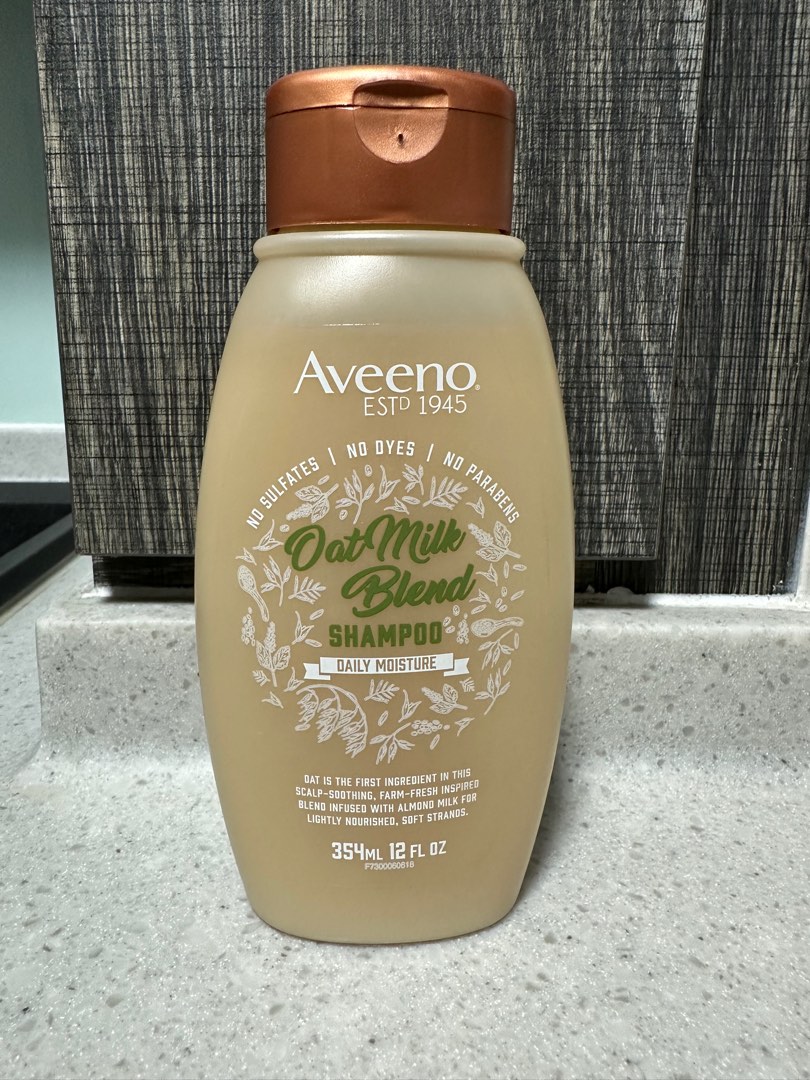 Aveeno®
ESTD 1945
NO SULFATES | NO DYES | NO PARABENS
Oat Milk
Blend
SHAMPOO
DAILY MOISTURE
OAT IS THE FIRST INGREDIENT IN THIS
SCALP-SOOTHING, FARM-FRESH INSPIRED
BLEND INFUSED WITH ALMOND MILK FOR
LIGHTLY NOURISHED, SOFT STRANDS.
354ML 12 FL OZ
F7300060618